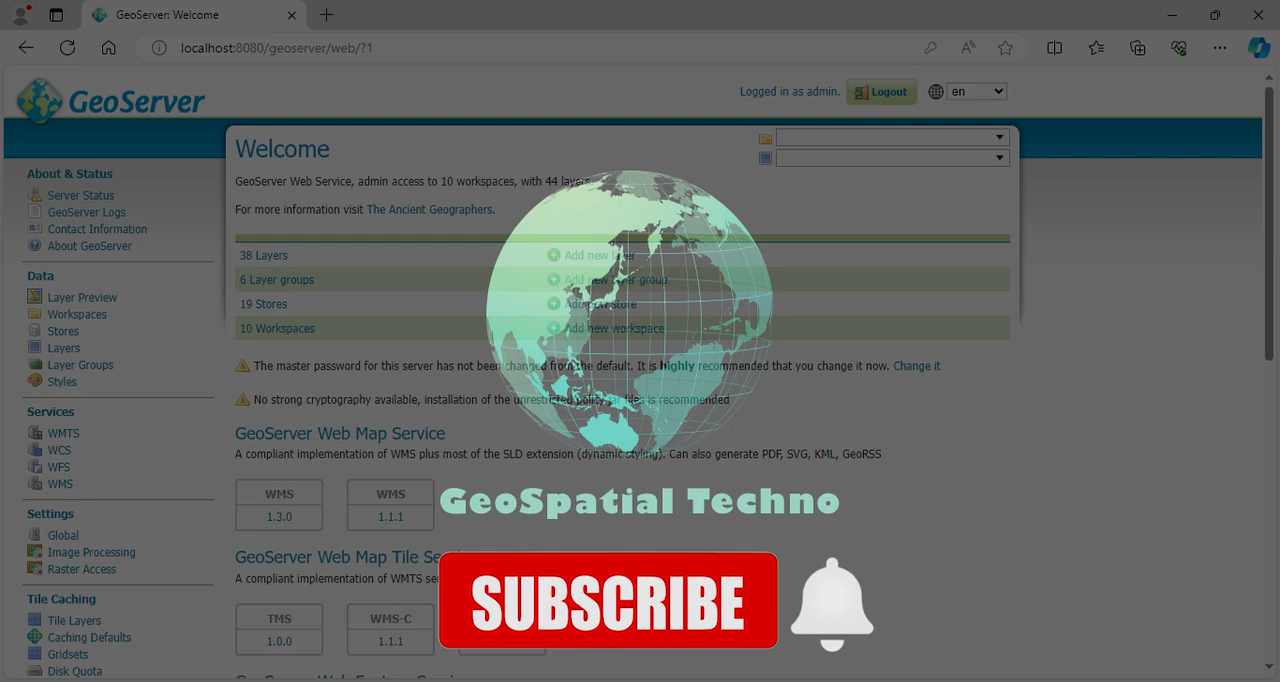 GeoServer: Welcome
localhost:8080/geoserver/web/?1
GeoServer
Logged in as admin.
Logout
en
About & Status
Server Status
GeoServer Logs
Contact Information
About GeoServer
Data
Layer Preview
Workspaces
Stores
Layers
Layer Groups
Styles
Services
WMTS
WCS
WFS
WMS
Settings
Global
Image Processing
Raster Access
Tile Caching
Tile Layers
Caching Defaults
Gridsets
Disk Quota
Welcome
GeoServer Web Service, admin access to 10 workspaces, with 44 layers
For more information visit The Ancient Geographers.
38 Layers Add new layer
6 Layer groups Add new layer group
19 Stores Add new store
10 Workspaces Add new workspace
The master password for this server has not been changed from the default. It is highly recommended that you change it now. Change it
No strong cryptography available, installation of the unrestricted policy jar files is recommended
GeoServer Web Map Service
A compliant implementation of WMS plus most of the SLD extension (dynamic styling). Can also generate PDF, SVG, KML, GeoRSS
WMS WMS
1.3.0 1.1.1
GeoSpatial Techno
GeoServer Web Map Tile
A compliant implementation of WMTS
SUBSCRIBE
TMS WMS-C
1.0.0 1.1.1